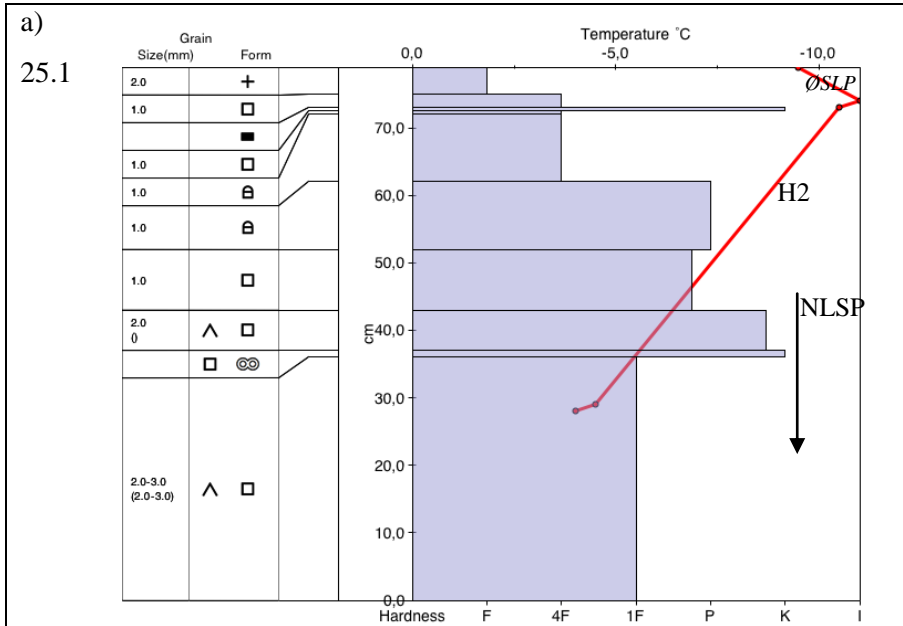 a)
25.1
Grain
Size(mm) Form
Temperature °C
0,0 -5,0 -10,0
2.0 +
ØSLP
1.0
70,0
1.0
1.0
60,0
H2
1.0
50,0
1.0
NLSP
2.0
()
40,0
cm
30,0
20,0
2.0-3.0
(2.0-3.0)
10,0
0,0
Hardness F 4F 1F P K I